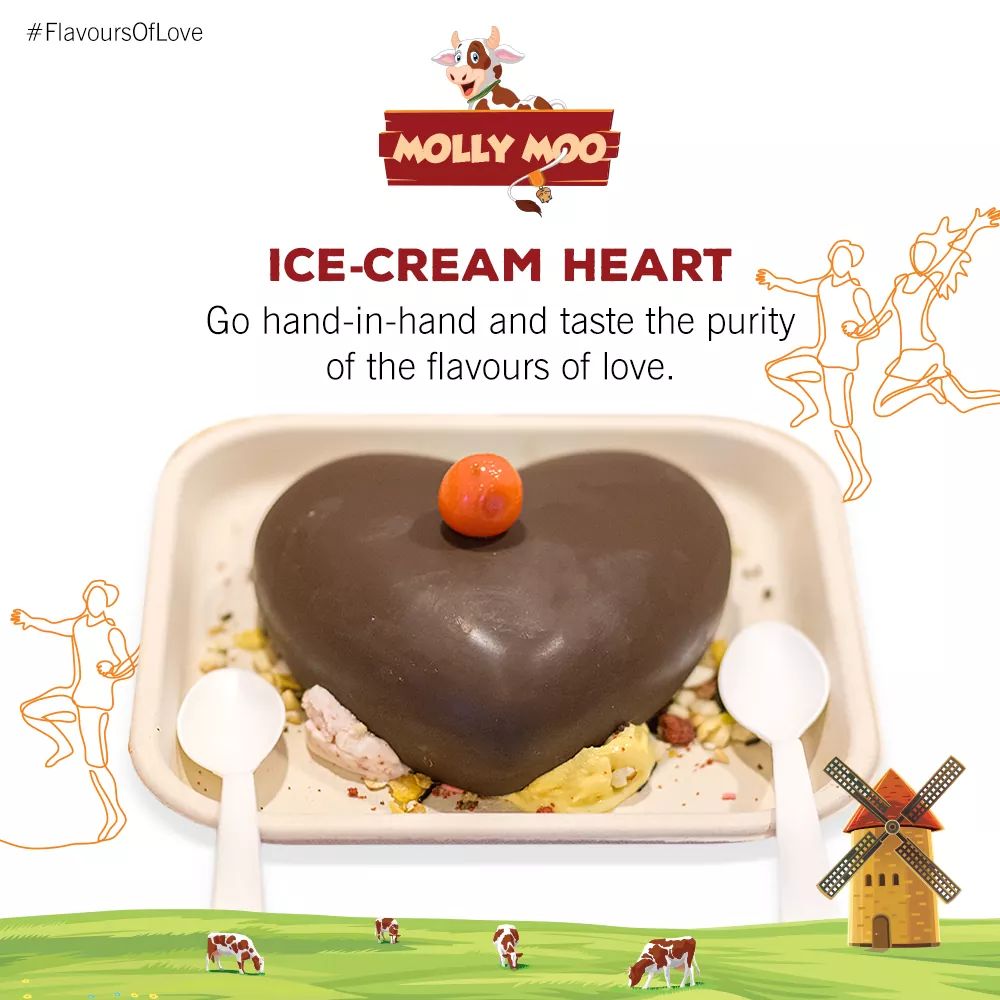 #FlavoursOfLove
MOLLY MOO
ICE-CREAM HEART
Go hand-in-hand and taste the purity
of the flavours of love.